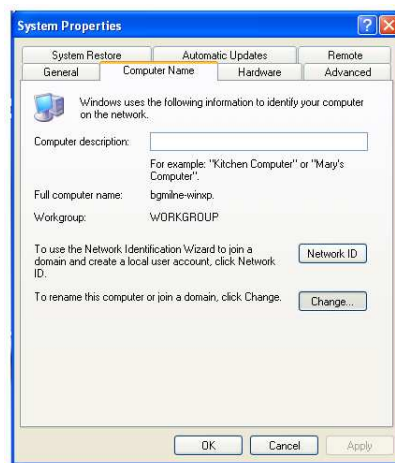 System Properties
System Restore Automatic Updates Remote
General Computer Name Hardware Advanced
Windows uses the following information to identify your computer
on the network.
Computer description:
For example: "Kitchen Computer" or "Mary's
Computer".
Full computer name: bgmilne-winxp.
Workgroup: WORKGROUP
To use the Network Identification Wizard to join a
domain and create a local user account, click Network
ID.
Network ID
To rename this computer or join a domain, click Change.
Change...
OK Cancel Apply